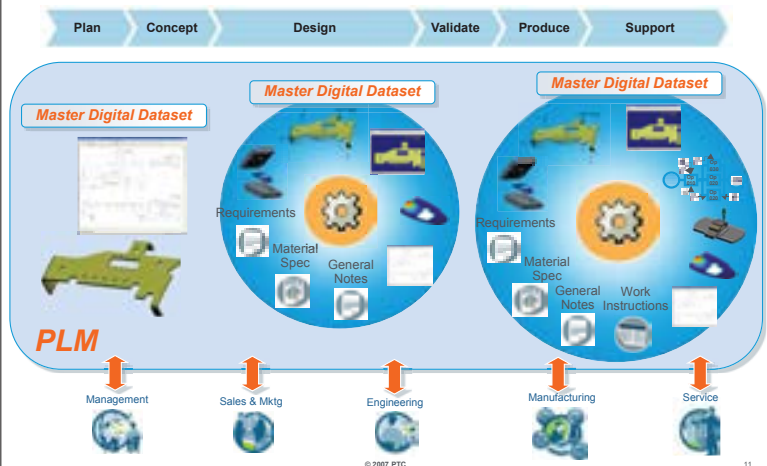 Plan
Concept
Design
Validate
Produce
Support
Master Digital Dataset
Master Digital Dataset
Master Digital Dataset
Requirements
Material
Spec
General
Notes
Requirements
Material
Spec
General
Notes
Work
Instructions
PLM
Management
Sales & Mktg
Engineering
Manufacturing
Service
© 2007 PTC
11